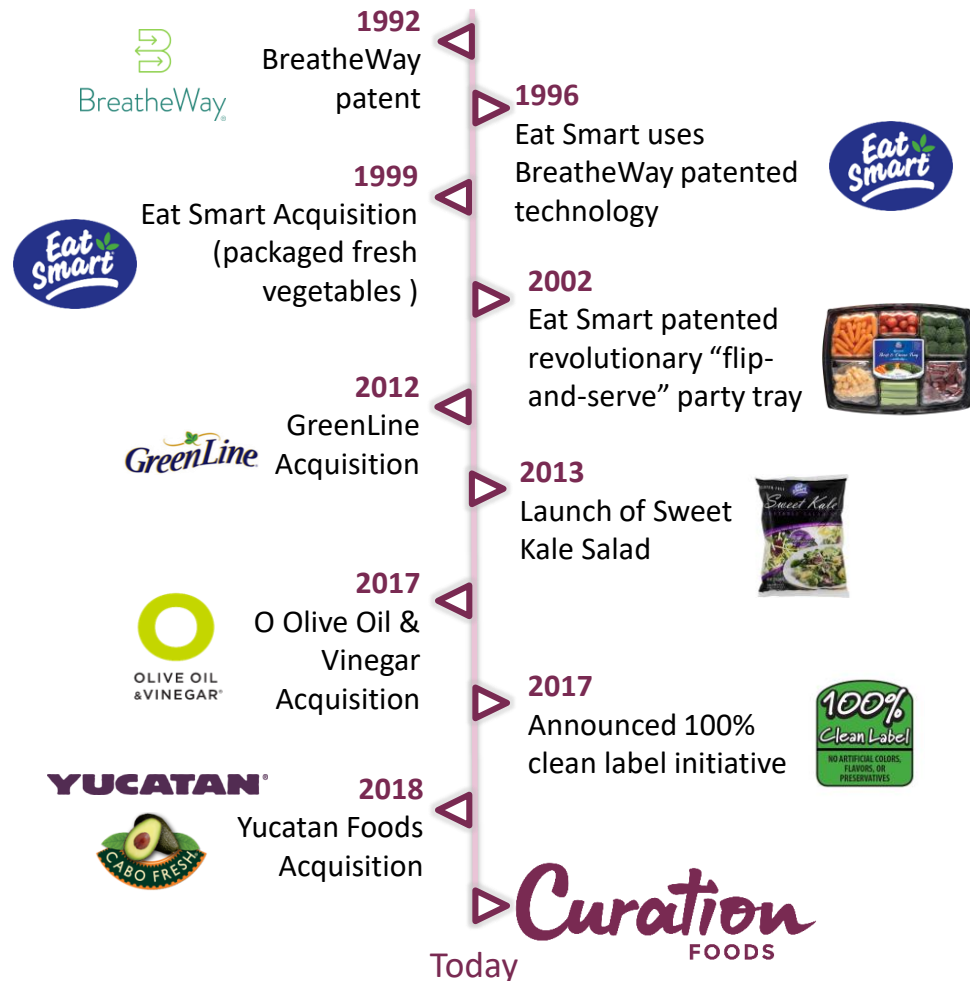 1992
BreatheWay
patent
BreatheWay®
1996
Eat Smart uses
BreatheWay patented
technology
Eat
Smart
1999
Eat Smart Acquisition
(packaged fresh
vegetables )
Eat
Smart
2002
Eat Smart patented
revolutionary “flip-
and-serve” party tray
2012
GreenLine
Acquisition
GreenLine
2013
Launch of Sweet
Kale Salad
Eat
Smart
Sweet Kale
2017
O Olive Oil &
Vinegar
Acquisition
O
OLIVE OIL
&VINEGAR®
2017
Announced 100%
clean label initiative
100%
Clean Label
NO ARTIFICIAL COLORS,
FLAVORS, OR
PRESERVATIVES
YUCATAN®
2018
Yucatan Foods
Acquisition
CABO FRESH
Curation
FOODS
Today